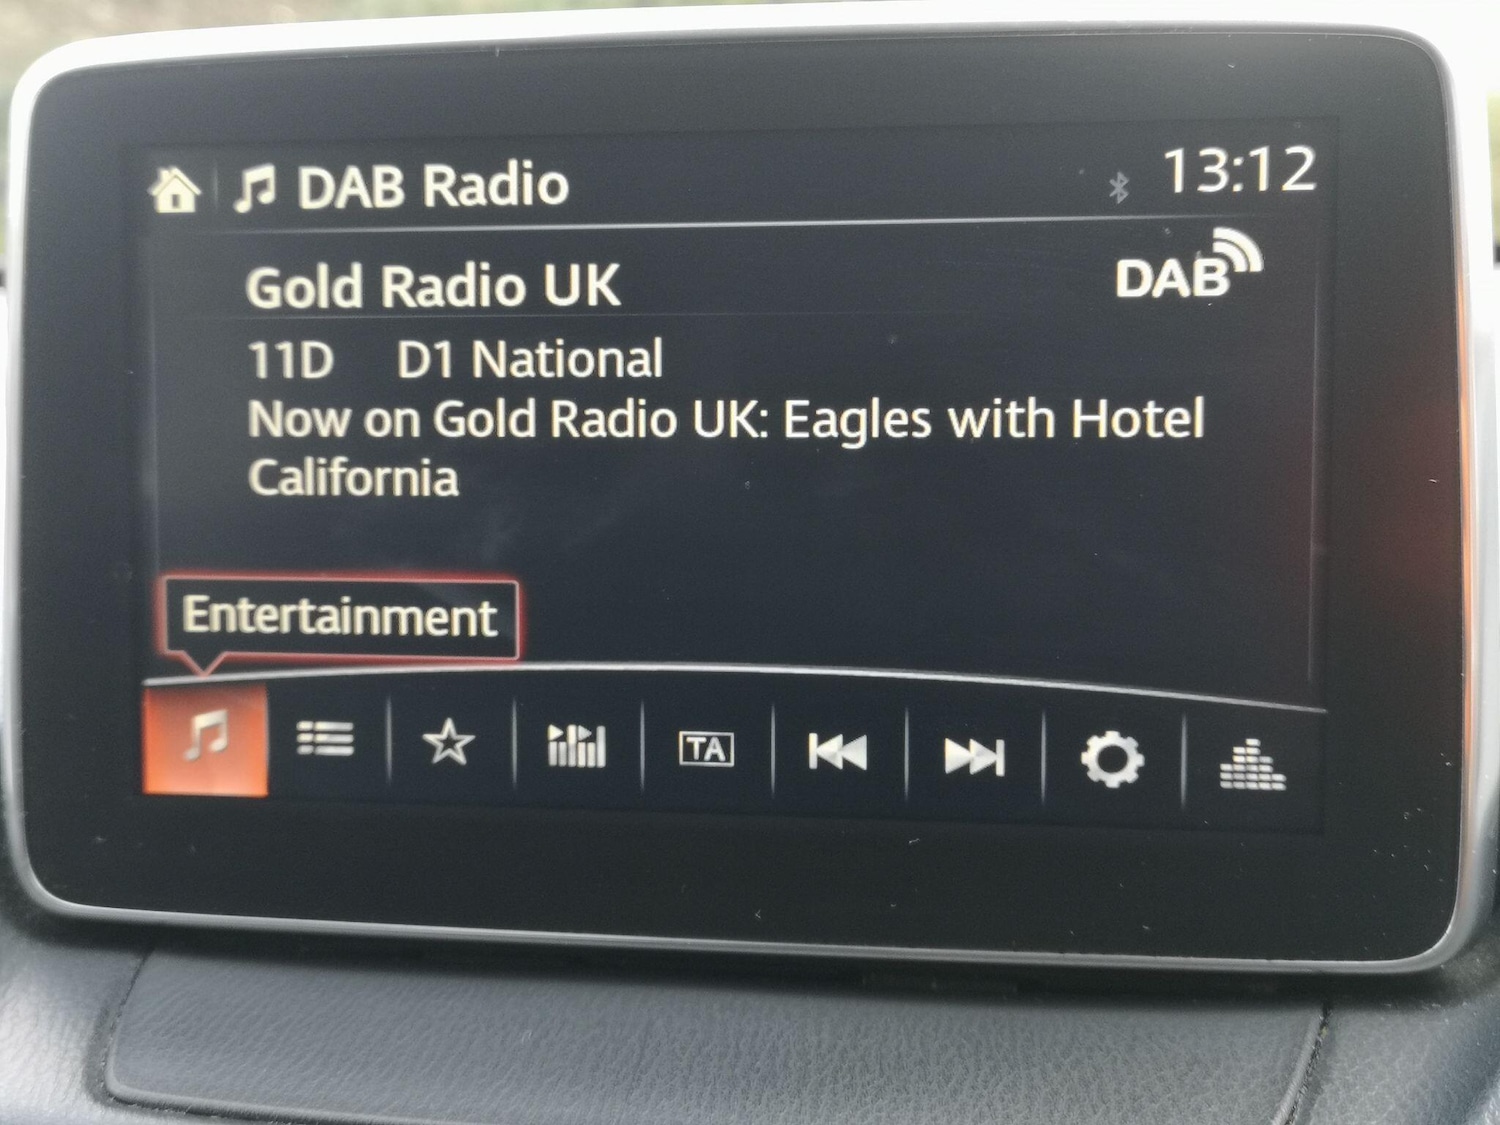 DAB Radio
13:12
Gold Radio UK
DAB
11D D1 National
Now on Gold Radio UK: Eagles with Hotel
California
Entertainment
TA